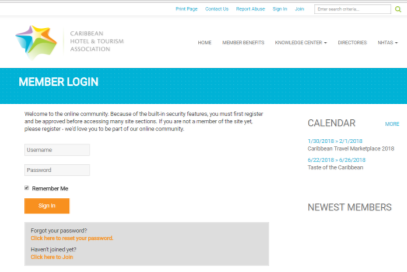 Print Page Contact Us Report Abuse Sign In Join Enter search criteria...
CARIBBEAN
HOTEL & TOURISM
ASSOCIATION
HOME MEMBER BENEFITS KNOWLEDGE CENTER DIRECTORIES NHTAS
MEMBER LOGIN
Welcome to the online community. Because of the built-in security features, you must first register
and be approved before accessing many site sections. If you are not a member of the site yet,
please register - we'd love you to be part of our online community.
Username
Password
Remember Me
Sign In
Forgot your password?
Click here to reset your password.
Haven't joined yet?
Click here to Join
CALENDAR MORE
1/30/2018 » 2/1/2018
Caribbean Travel Marketplace 2018
6/22/2018 » 6/26/2018
Taste of the Caribbean
NEWEST MEMBERS